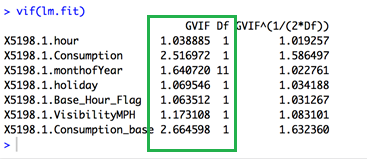 > vif(lm.fit)
GVIF Df GVIF^(1/(2*Df))
X5198.1.hour 1.038885 1 1.019257
X5198.1.Consumption 2.516972 1 1.586497
X5198.1.monthofYear 1.640720 11 1.022761
X5198.1.holiday 1.069546 1 1.034188
X5198.1.Base_Hour_Flag 1.063512 1 1.031267
X5198.1.VisibilityMPH 1.173108 1 1.083101
X5198.1.Consumption_base 2.664598 1 1.632360
>